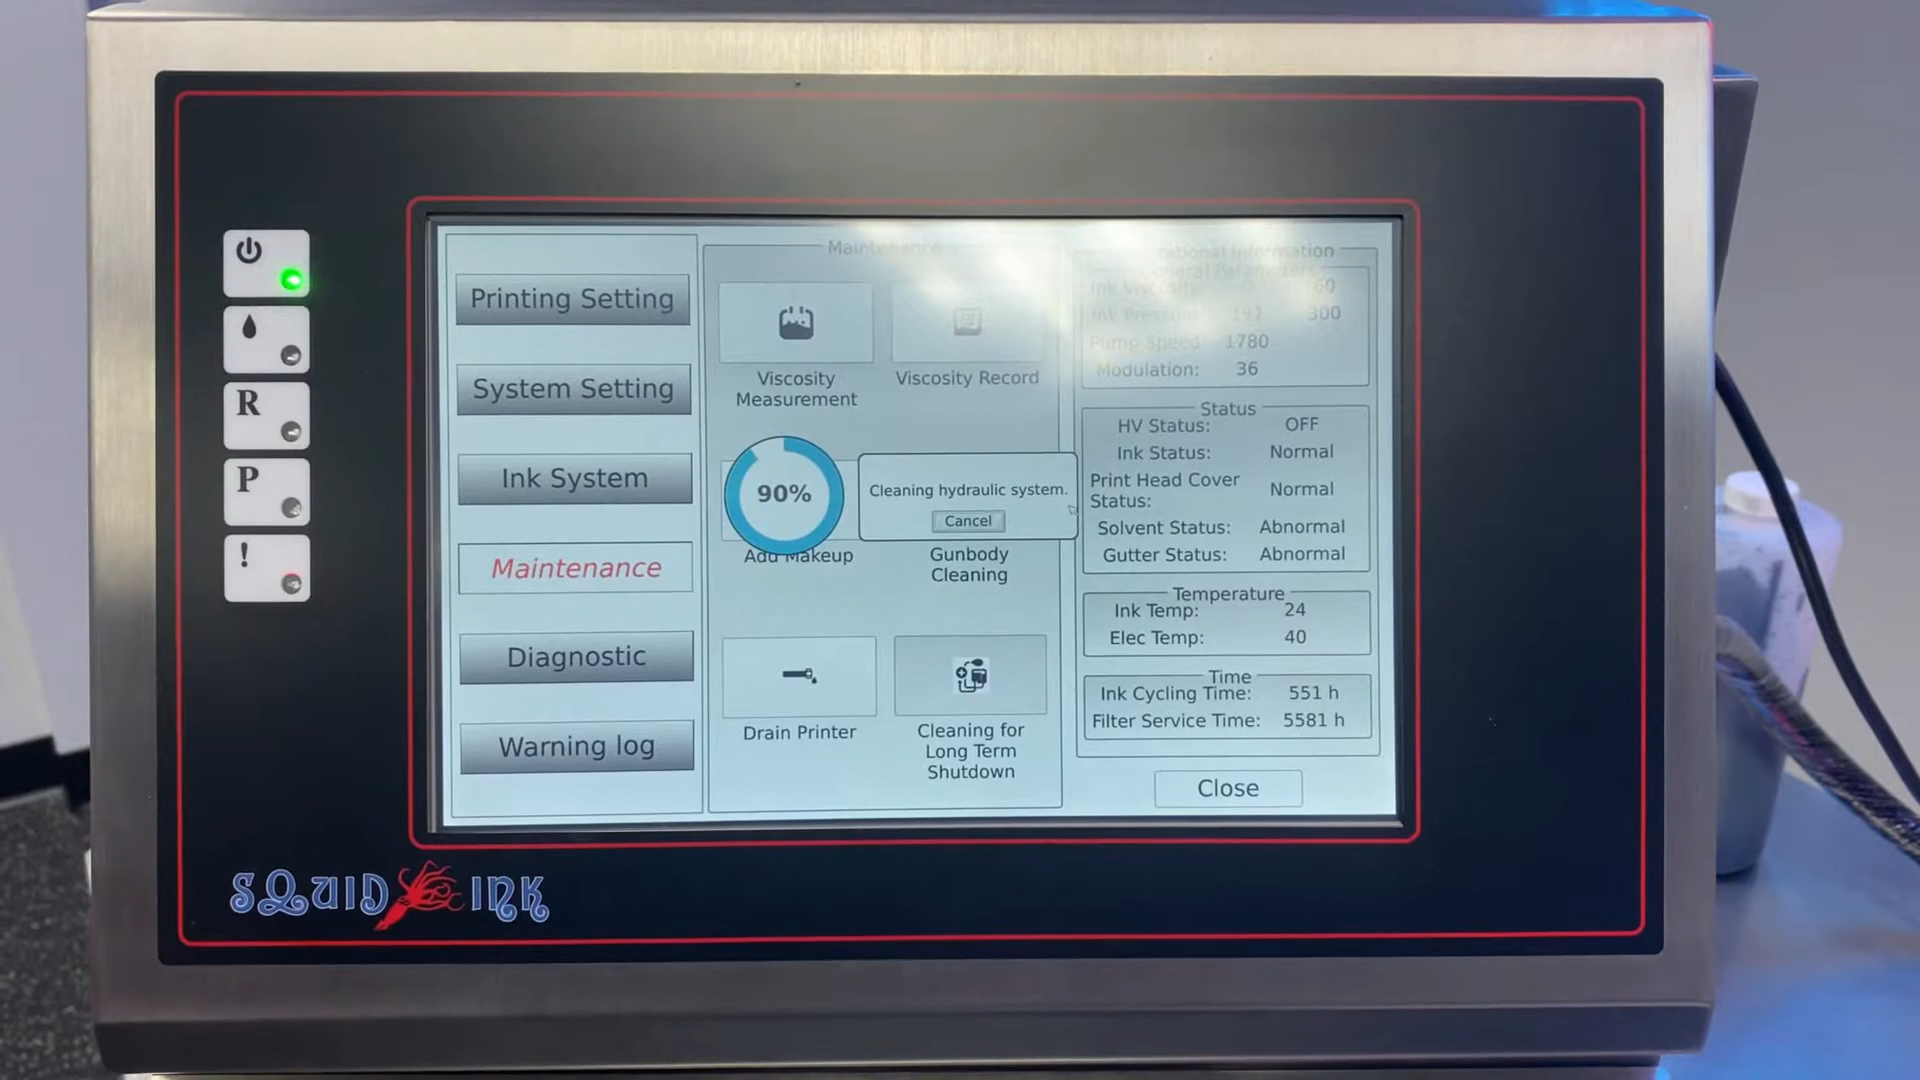 R
P
!
Printing Setting
System Setting
Ink System
Maintenance
Diagnostic
Warning log
Maintenance
Viscosity
Measurement
Viscosity Record
90%
Cleaning hydraulic system.
Cancel
Add Makeup
Gunbody
Cleaning
Drain Printer
Cleaning for
Long Term
Shutdown
Information
General Parameters
Ink Viscosity: 60
Ink Pressure: 191 300
Pump Speed 1780
Modulation: 36
Status
HV Status: OFF
Ink Status: Normal
Print Head Cover
Status: Normal
Solvent Status: Abnormal
Gutter Status: Abnormal
Temperature
Ink Temp: 24
Elec Temp: 40
Time
Ink Cycling Time: 551 h
Filter Service Time: 5581 h
Close
SQUID INK